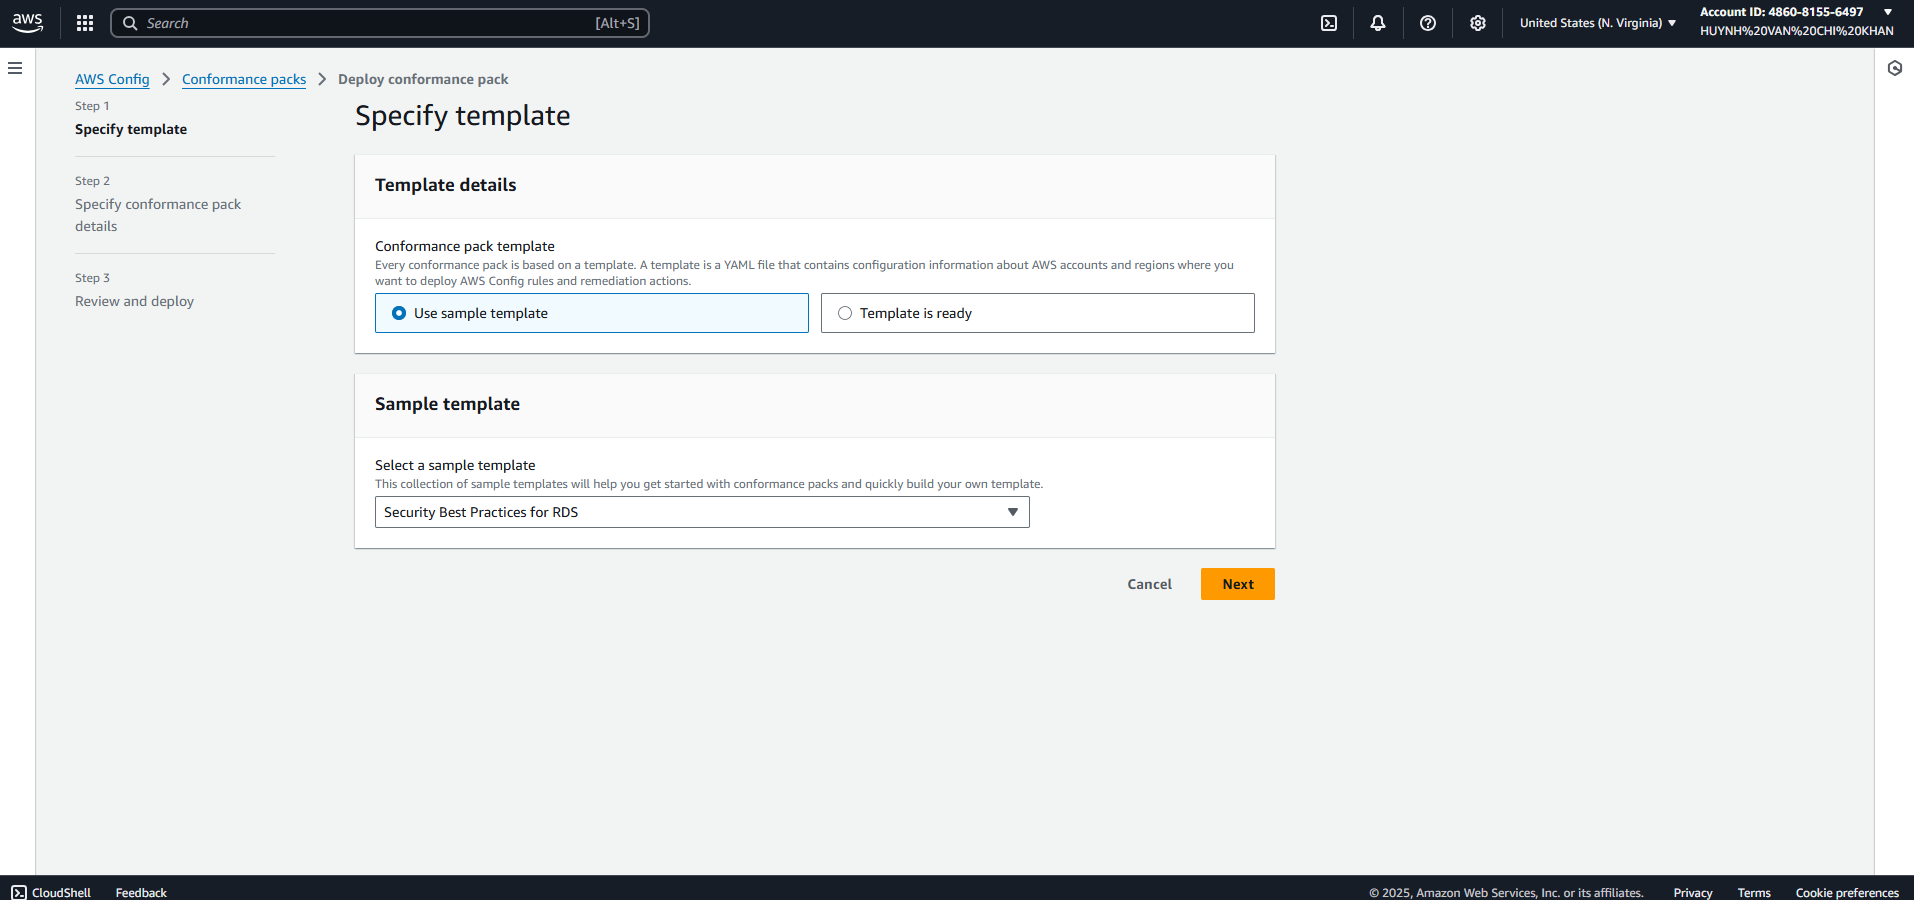 aws
Search
[Alt+S]
United States (N. Virginia)
Account ID: 4860-8155-6497
HUYNH%20VAN%20CHI%20KHAN
AWS Config
Conformance packs
Deploy conformance pack
Step 1
Specify template
Step 2
Specify conformance pack
details
Step 3
Review and deploy
Specify template
Template details
Conformance pack template
Every conformance pack is based on a template. A template is a YAML file that contains configuration information about AWS accounts and regions where you
want to deploy AWS Config rules and remediation actions.
Use sample template
Template is ready
Sample template
Select a sample template
This collection of sample templates will help you get started with conformance packs and quickly build your own template.
Security Best Practices for RDS
Cancel
Next
CloudShell
Feedback
© 2025, Amazon Web Services, Inc. or its affiliates.
Privacy
Terms
Cookie preferences